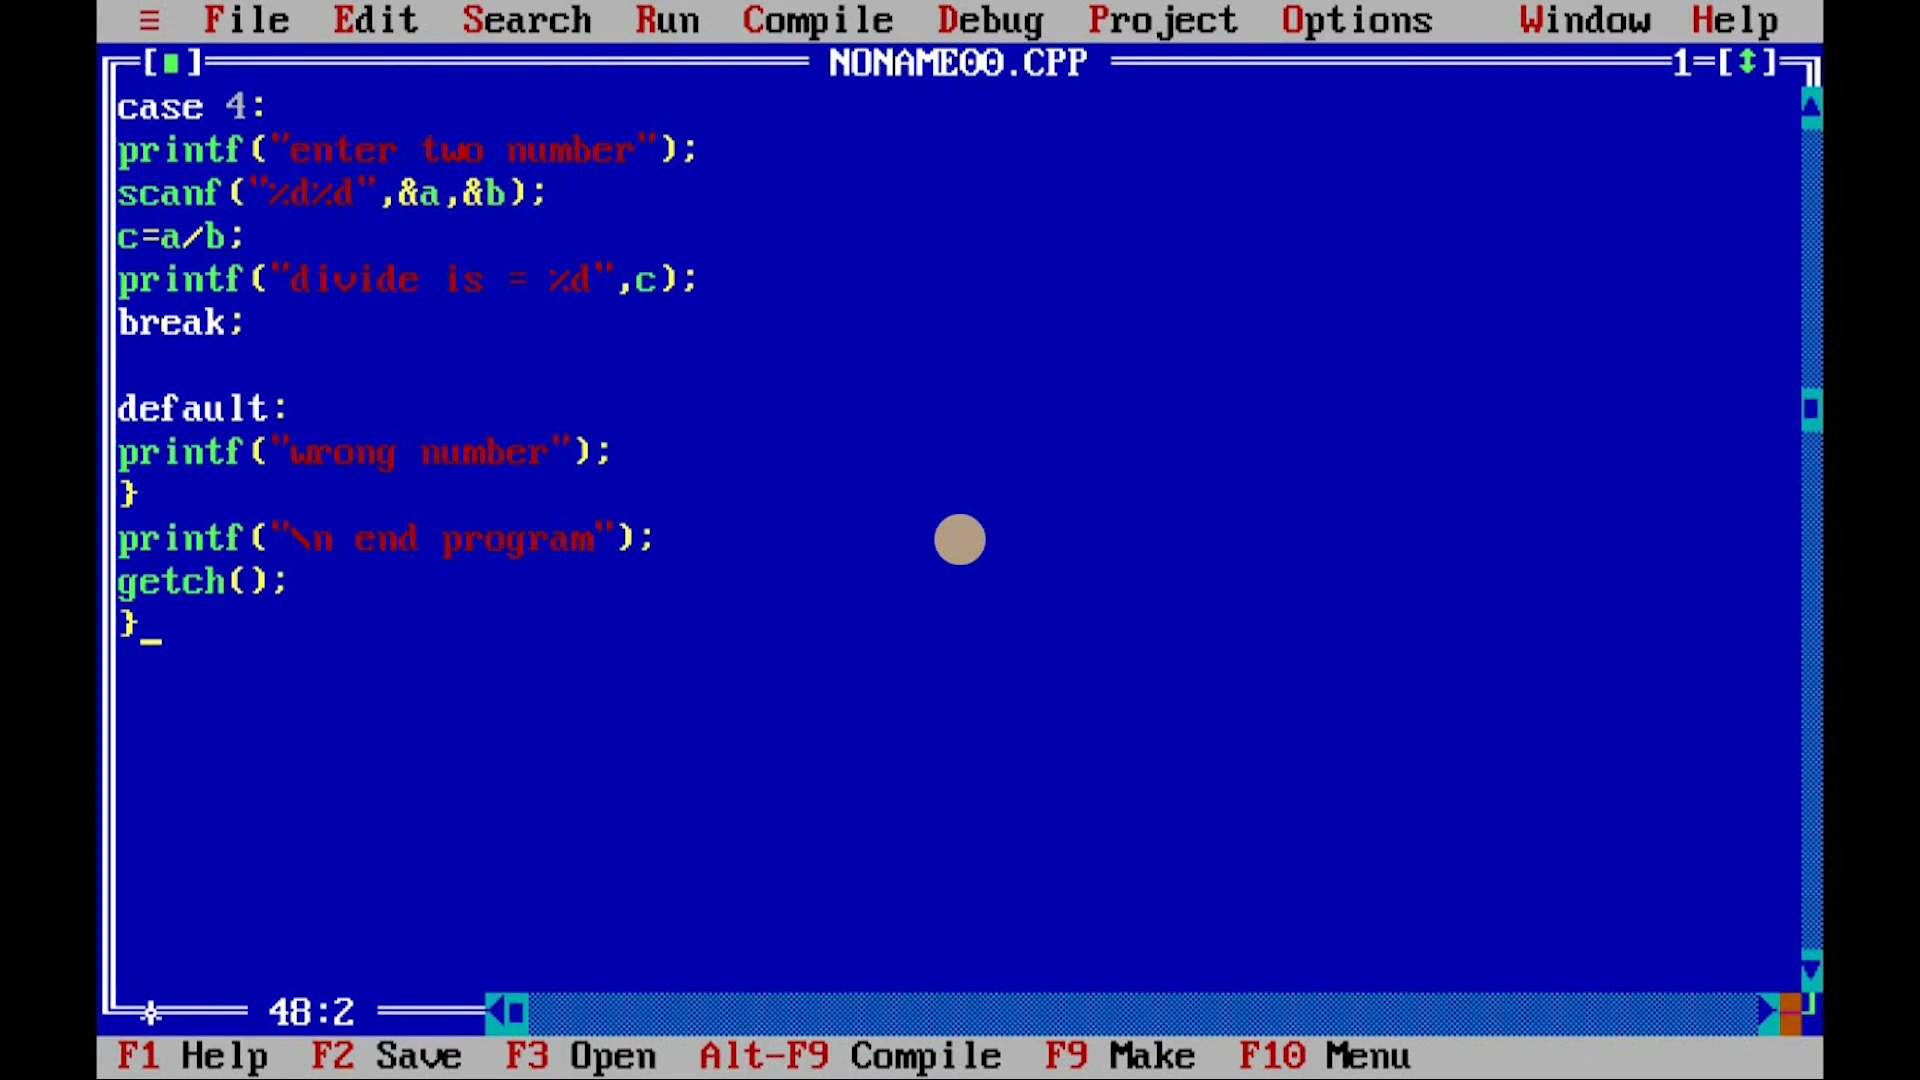 ≡ File Edit Search Run Compile Debug Project Options Window Help
[■] NONAME00.CPP 1=[↕]
case 4:
printf("enter two number");
scanf("%d%d",&a,&b);
c=a/b;
printf("divide is = %d",c);
break;
default:
printf("wrong number");
}
printf("\n end program");
getch();
}_
48:2
F1 Help F2 Save F3 Open Alt-F9 Compile F9 Make F10 Menu